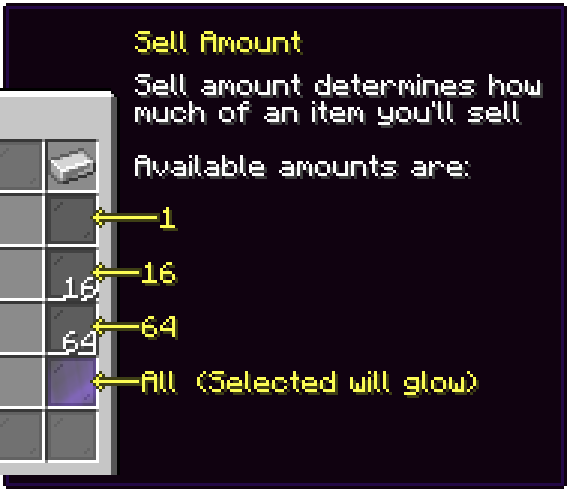 Sell Amount
Sell amount determines how
much of an item you'll sell
Available amounts are:
1
16 16
64 64
All (Selected will glow)